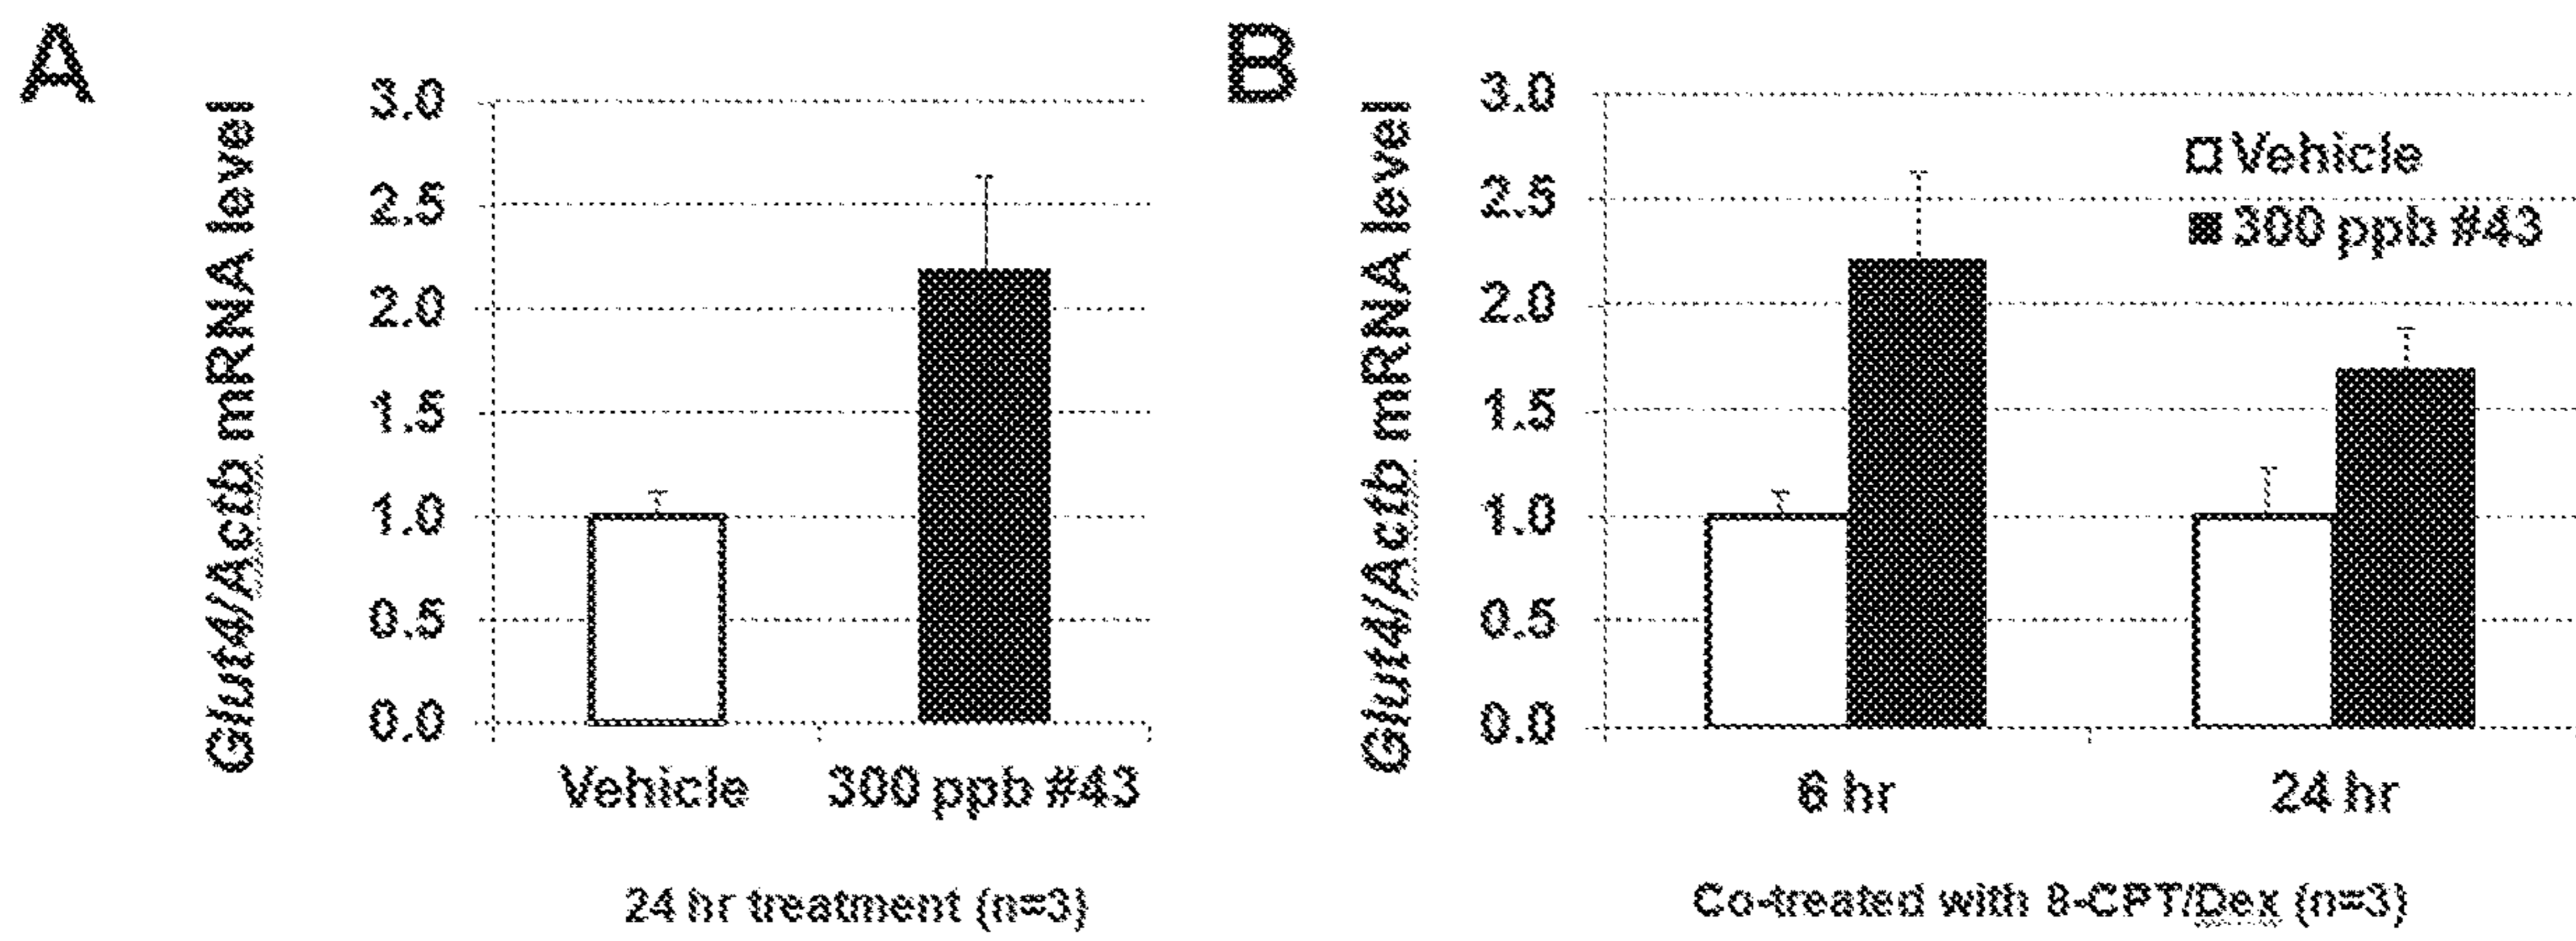 A
Glut4/Actb mRNA level
3.0
2.5
2.0
1.5
1.0
0.5
0.0
Vehicle
300 ppb #43
24 hr treatment (n=3)
B
Glut4/Actb mRNA level
3.0
2.5
2.0
1.5
1.0
0.5
0.0
Vehicle
300 ppb #43
6 hr
24 hr
Co-treated with 8-CPT/Dex (n=3)